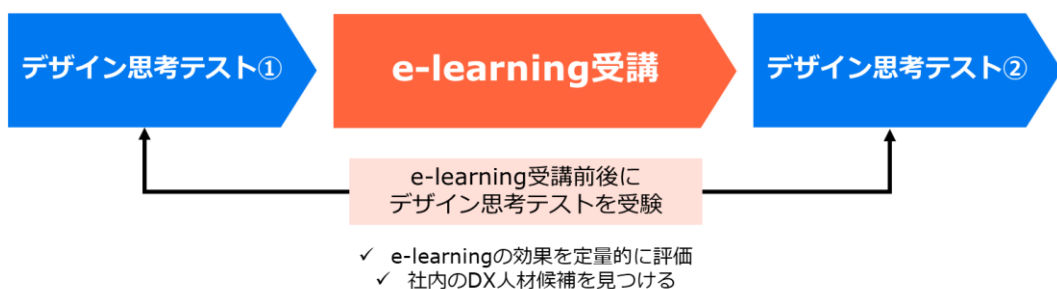 デザイン思考テスト①
e-learning受講
デザイン思考テスト②
e-learning受講前後に
デザイン思考テストを受験
✓ e-learningの効果を定量的に評価
✓ 社内のDX人材候補を見つける